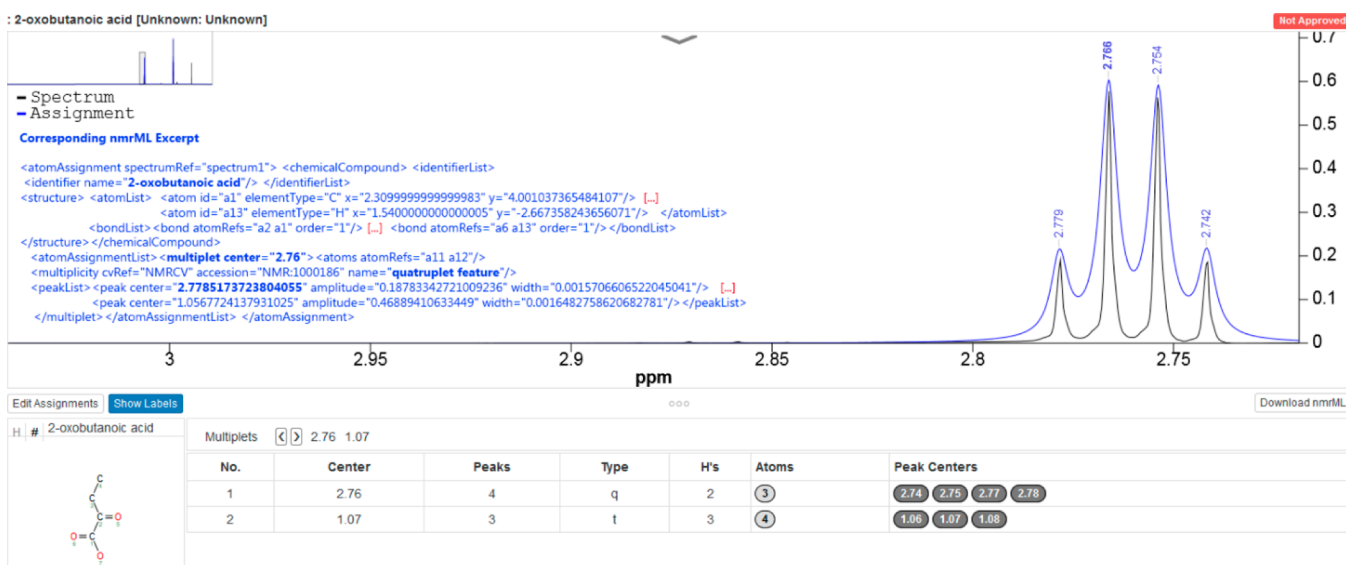 : 2-oxobutanoic acid [Unknown: Unknown]
Not Approved
Spectrum
Assignment
Corresponding nmrML Excerpt
<atomAssignment spectrumRef="spectrum1"> <chemicalCompound> <identifierList>
<identifier name="2-oxobutanoic acid"/> </identifierList>
<structure> <atomList> <atom id="a1" elementType="C" x="2.3099999999999983" y="4.001037365484107"/> [...]
<atom id="a13" elementType="H" x="1.5400000000000005" y="-2.667358243656071"/> </atomList>
<bondList><bond atomRefs="a2 a1" order="1"/> [...] <bond atomRefs="a6 a13" order="1"/></bondList>
</structure></chemicalCompound>
<atomAssignmentList><multiplet center="2.76"><atoms atomRefs="a11 a12"/>
<multiplicity cvRef="NMRCV" accession="NMR:1000186" name="quatruplet feature"/>
<peakList><peak center="2.7785173723804055" amplitude="0.18783342721009236" width="0.0015706606522045041"/> [...]
<peak center="1.0567724137931025" amplitude="0.46889410633449" width="0.0016482758620682781"/></peakList>
</multiplet></atomAssignmentList> </atomAssignment>
2.779
2.766
2.754
2.742
0.7
0.6
0.5
0.4
0.3
0.2
0.1
0
3 2.95 2.9 2.85 2.8 2.75
ppm
Edit Assignments Show Labels
Download nmrML
H # 2-oxobutanoic acid
Multiplets < > 2.76 1.07
No. Center Peaks Type H's Atoms Peak Centers
1 2.76 4 q 2 3 2.74 2.75 2.77 2.78
2 1.07 3 t 3 4 1.06 1.07 1.08
C
C
C=O
O=C
O